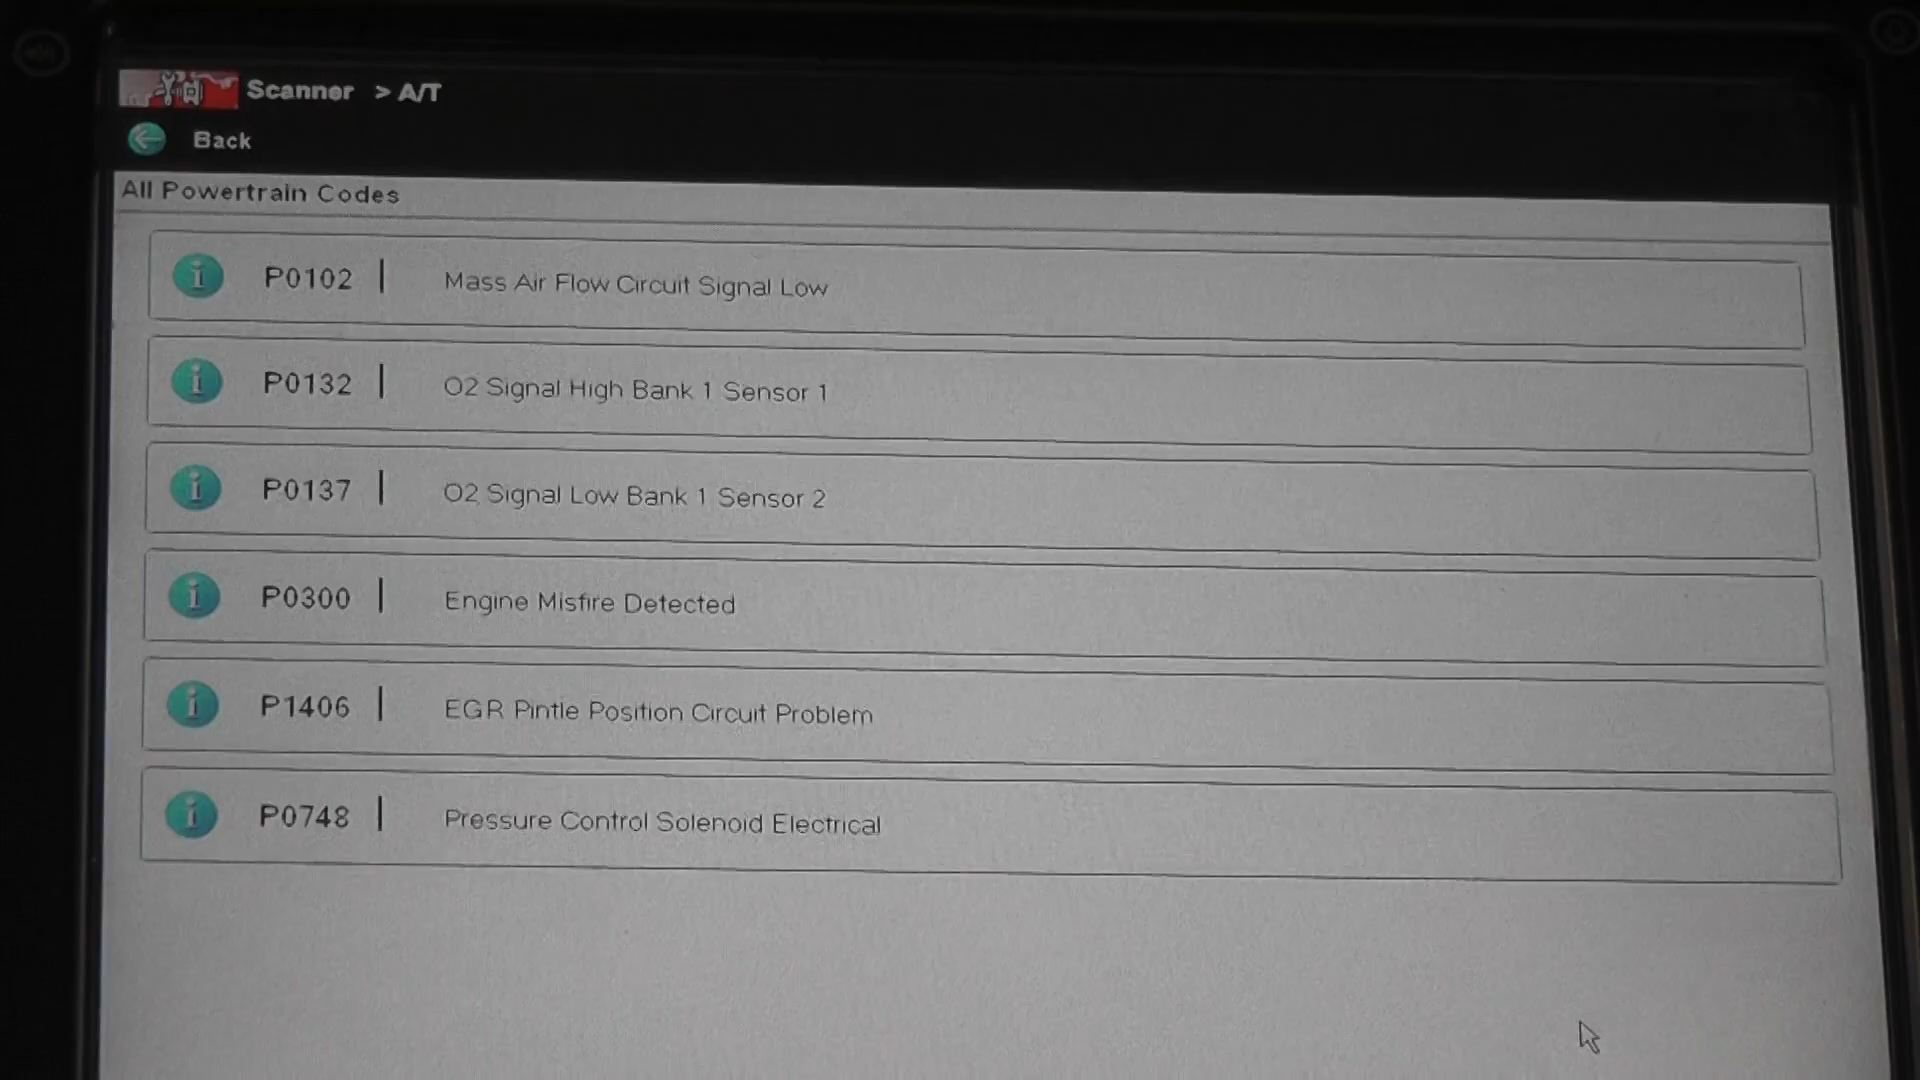 Scanner > A/T
Back
All Powertrain Codes
P0102 | Mass Air Flow Circuit Signal Low
P0132 | O2 Signal High Bank 1 Sensor 1
P0137 | O2 Signal Low Bank 1 Sensor 2
P0300 | Engine Misfire Detected
P1406 | EGR Pintle Position Circuit Problem
P0748 | Pressure Control Solenoid Electrical